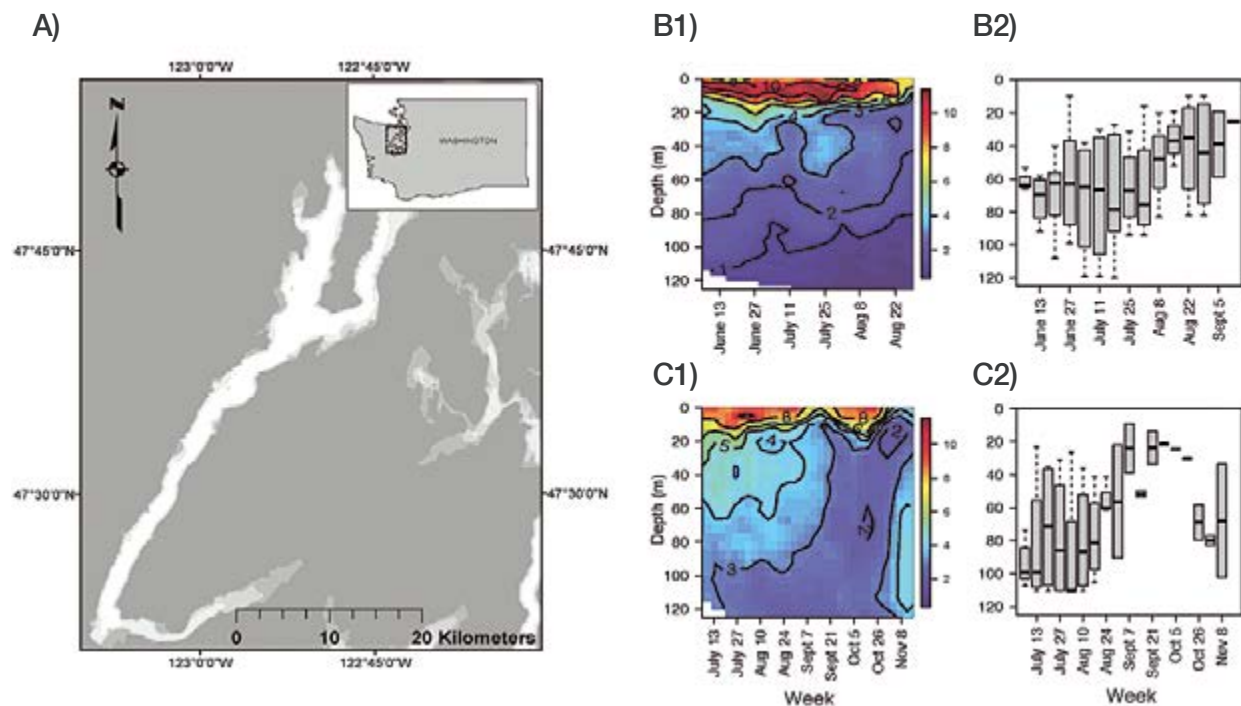 A)
123°0'0"W 122°45'0"W
N
WASHINGTON
47°45'0"N 47°45'0"N
47°30'0"N 47°30'0"N
0 10 20 Kilometers
123°0'0"W 122°45'0"W
B1)
Depth (m)
0
20
40
60
80
100
120
10
4
3
2
1
10
8
6
4
2
June 13
June 27
July 11
July 25
Aug 8
Aug 22
B2)
0
20
40
60
80
100
120
June 13
June 27
July 11
July 25
Aug 8
Aug 22
Sept 5
C1)
Depth (m)
0
20
40
60
80
100
120
8
8
5
4
3
2
2
10
8
6
4
2
July 13
July 27
Aug 10
Aug 24
Sept 7
Sept 21
Oct 5
Oct 26
Nov 8
Week
C2)
0
20
40
60
80
100
120
July 13
July 27
Aug 10
Aug 24
Sept 7
Sept 21
Oct 5
Oct 26
Nov 8
Week